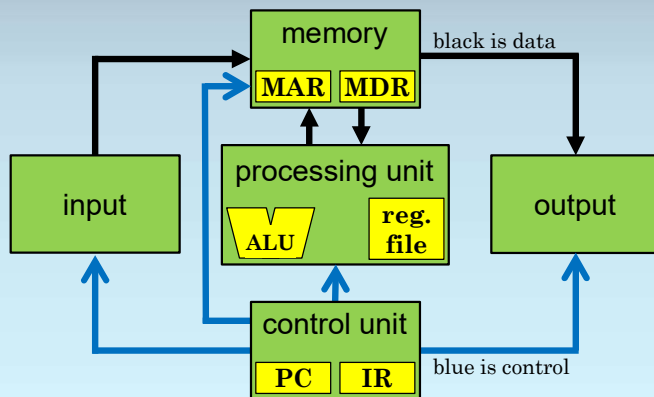 memory
black is data
MAR MDR
processing unit
input
output
ALU
reg.
file
control unit
blue is control
PC IR